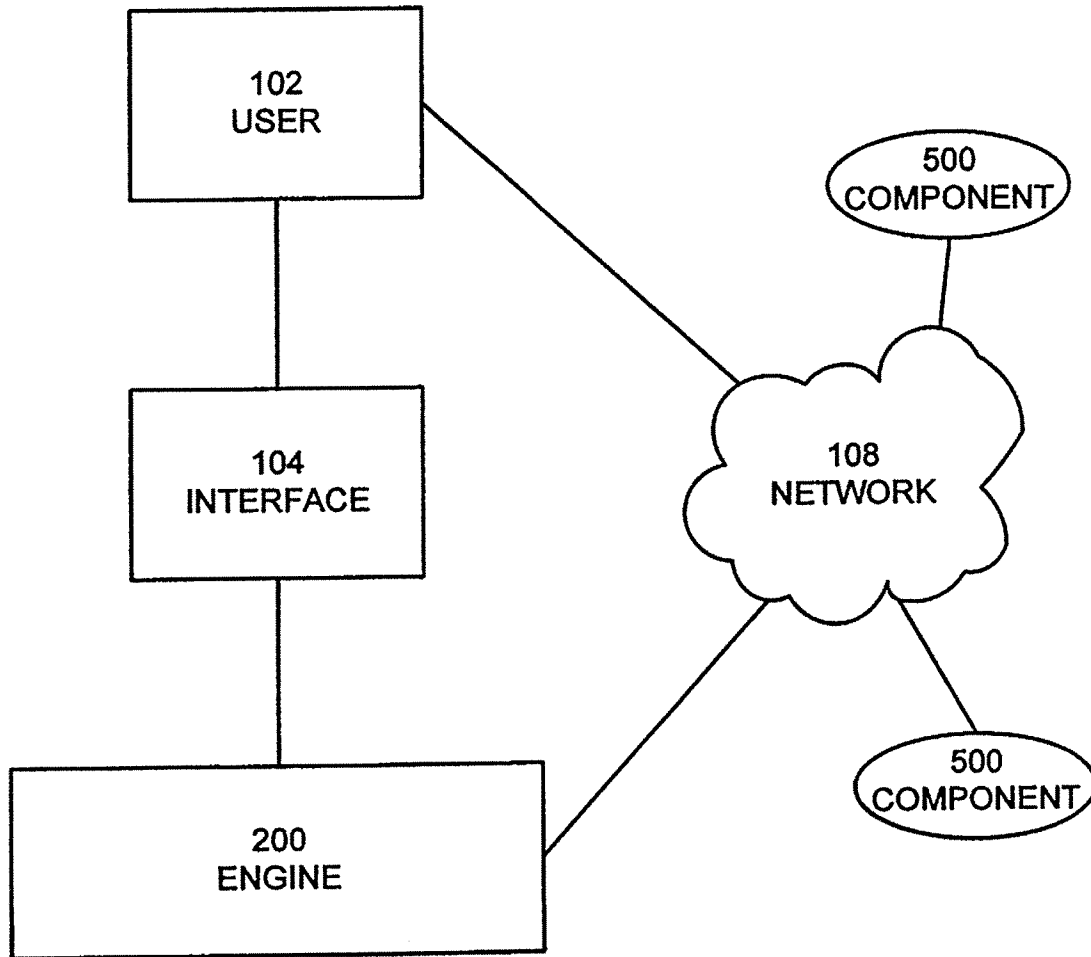 102
USER
500
COMPONENT
104
INTERFACE
108
NETWORK
500
COMPONENT
200
ENGINE